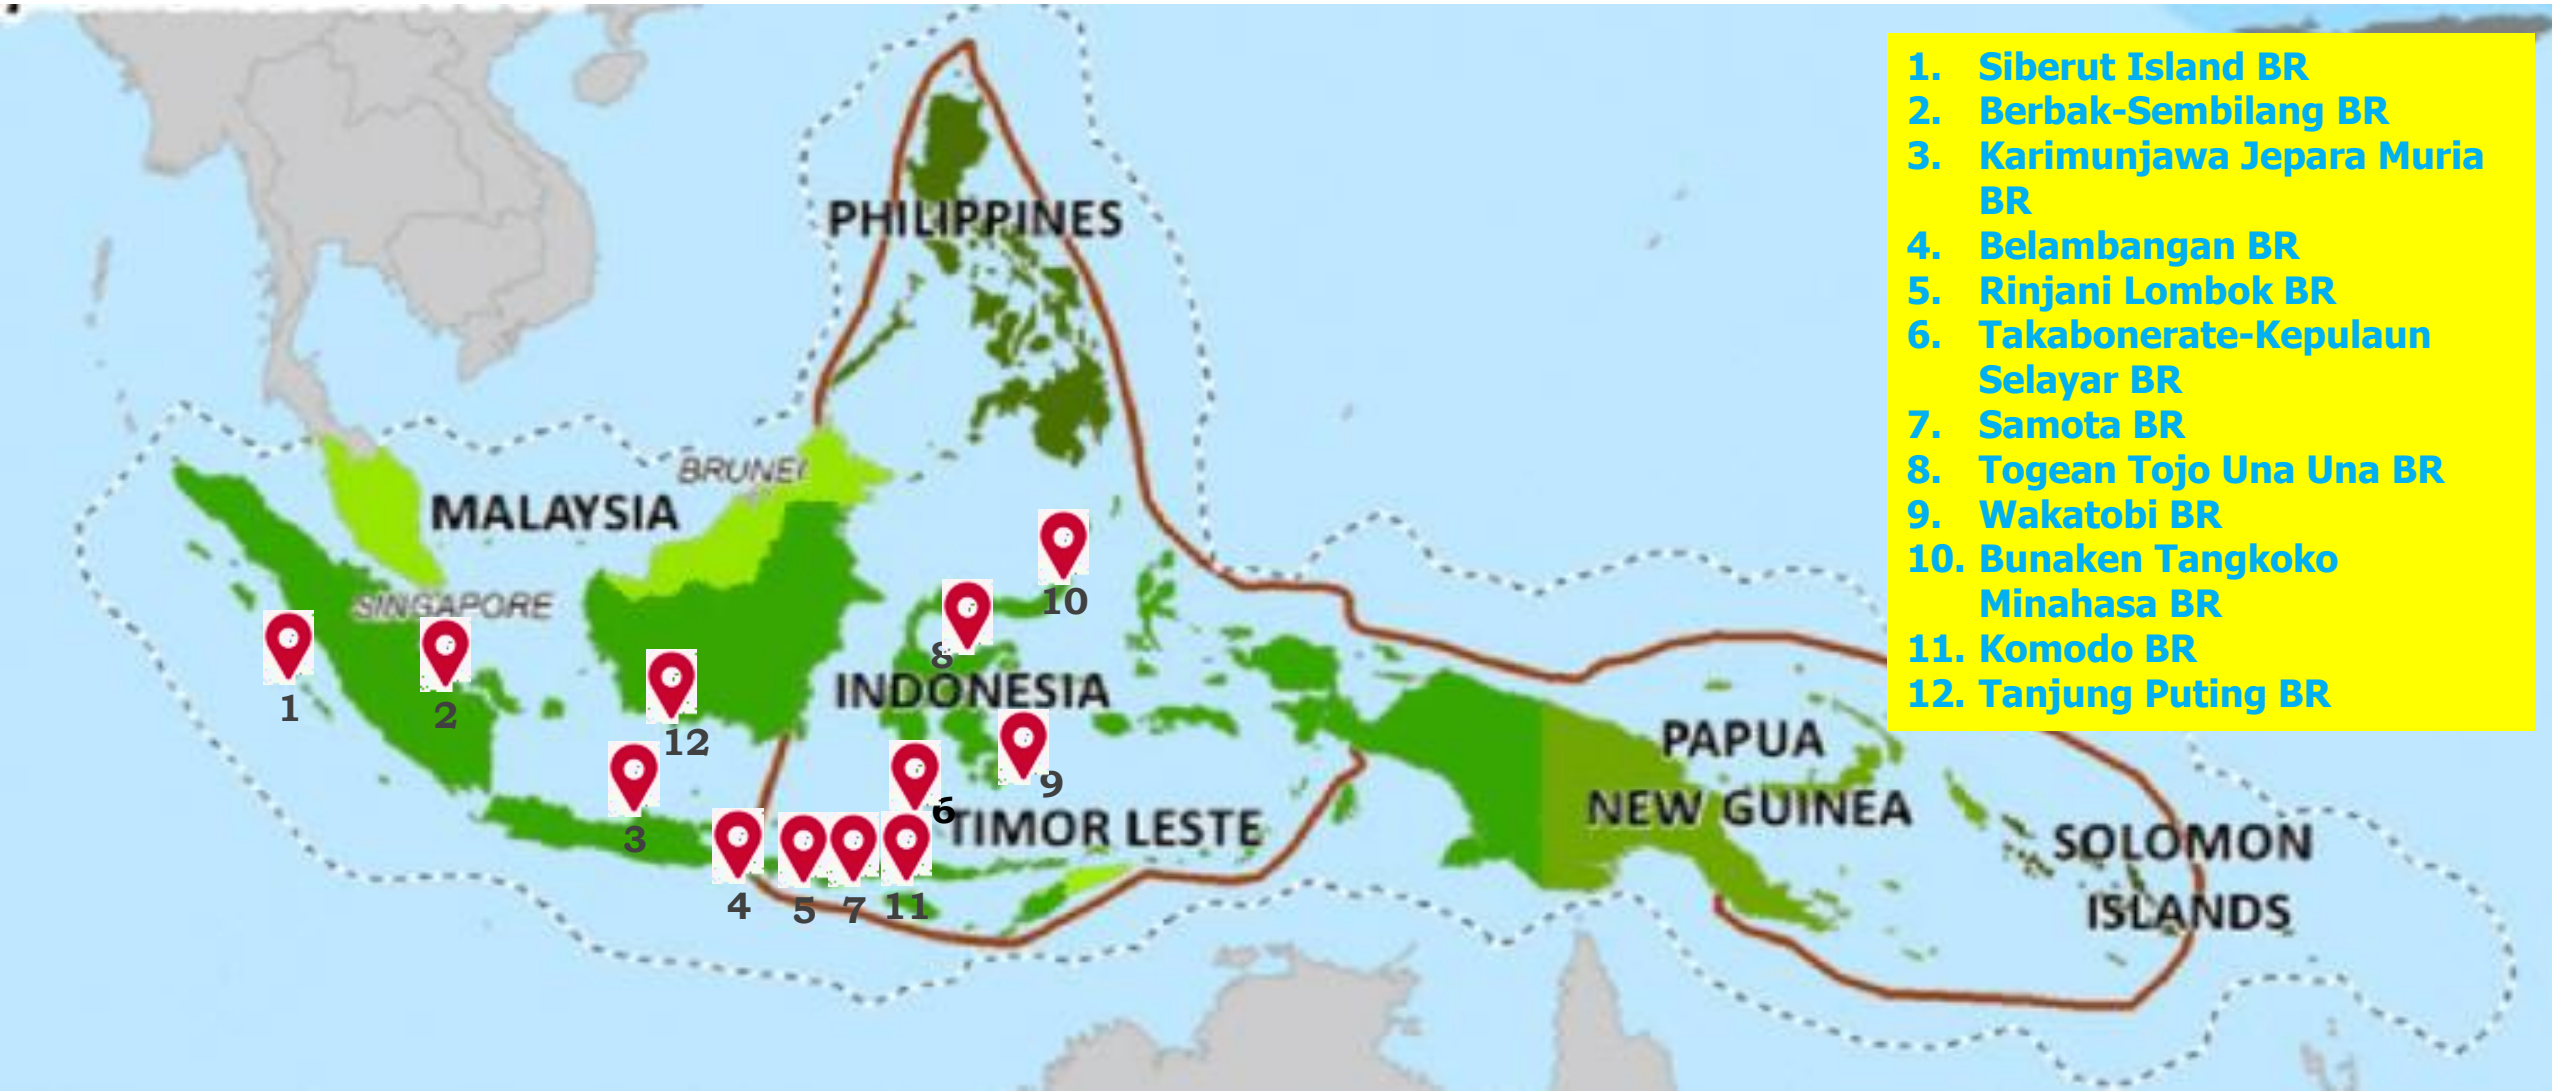 PHILIPPINES
BRUNEI
MALAYSIA
SINGAPORE
INDONESIA
TIMOR LESTE
PAPUA
NEW GUINEA
SOLOMON
ISLANDS
1
2
12
3
4
5
7
11
6
9
8
10
1. Siberut Island BR
2. Berbak-Sembilang BR
3. Karimunjawa Jepara Muria
BR
4. Belambangan BR
5. Rinjani Lombok BR
6. Takabonerate-Kepulaun
Selayar BR
7. Samota BR
8. Togean Tojo Una Una BR
9. Wakatobi BR
10. Bunaken Tangkoko
Minahasa BR
11. Komodo BR
12. Tanjung Puting BR